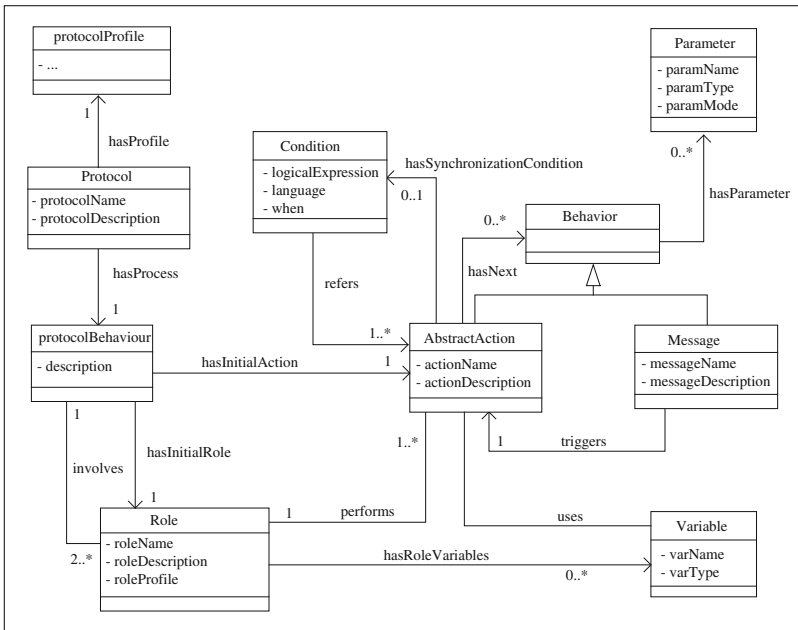 protocolProfile
- ...
1
hasProfile
Protocol
- protocolName
- protocolDescription
hasProcess
1
protocolBehaviour
- description
1
involves
2..*
hasInitialRole
1
Role
- roleName
- roleDescription
- roleProfile
hasInitialAction
1
Condition
- logicalExpression
- language
- when
hasSynchronizationCondition
0..1
refers
1..*
AbstractAction
- actionName
- actionDescription
0..*
hasNext
Behavior
Parameter
- paramName
- paramType
- paramMode
0..*
hasParameter
Message
- messageName
- messageDescription
1
triggers
1..*
1
performs
uses
hasRoleVariables
0..*
Variable
- varName
- varType